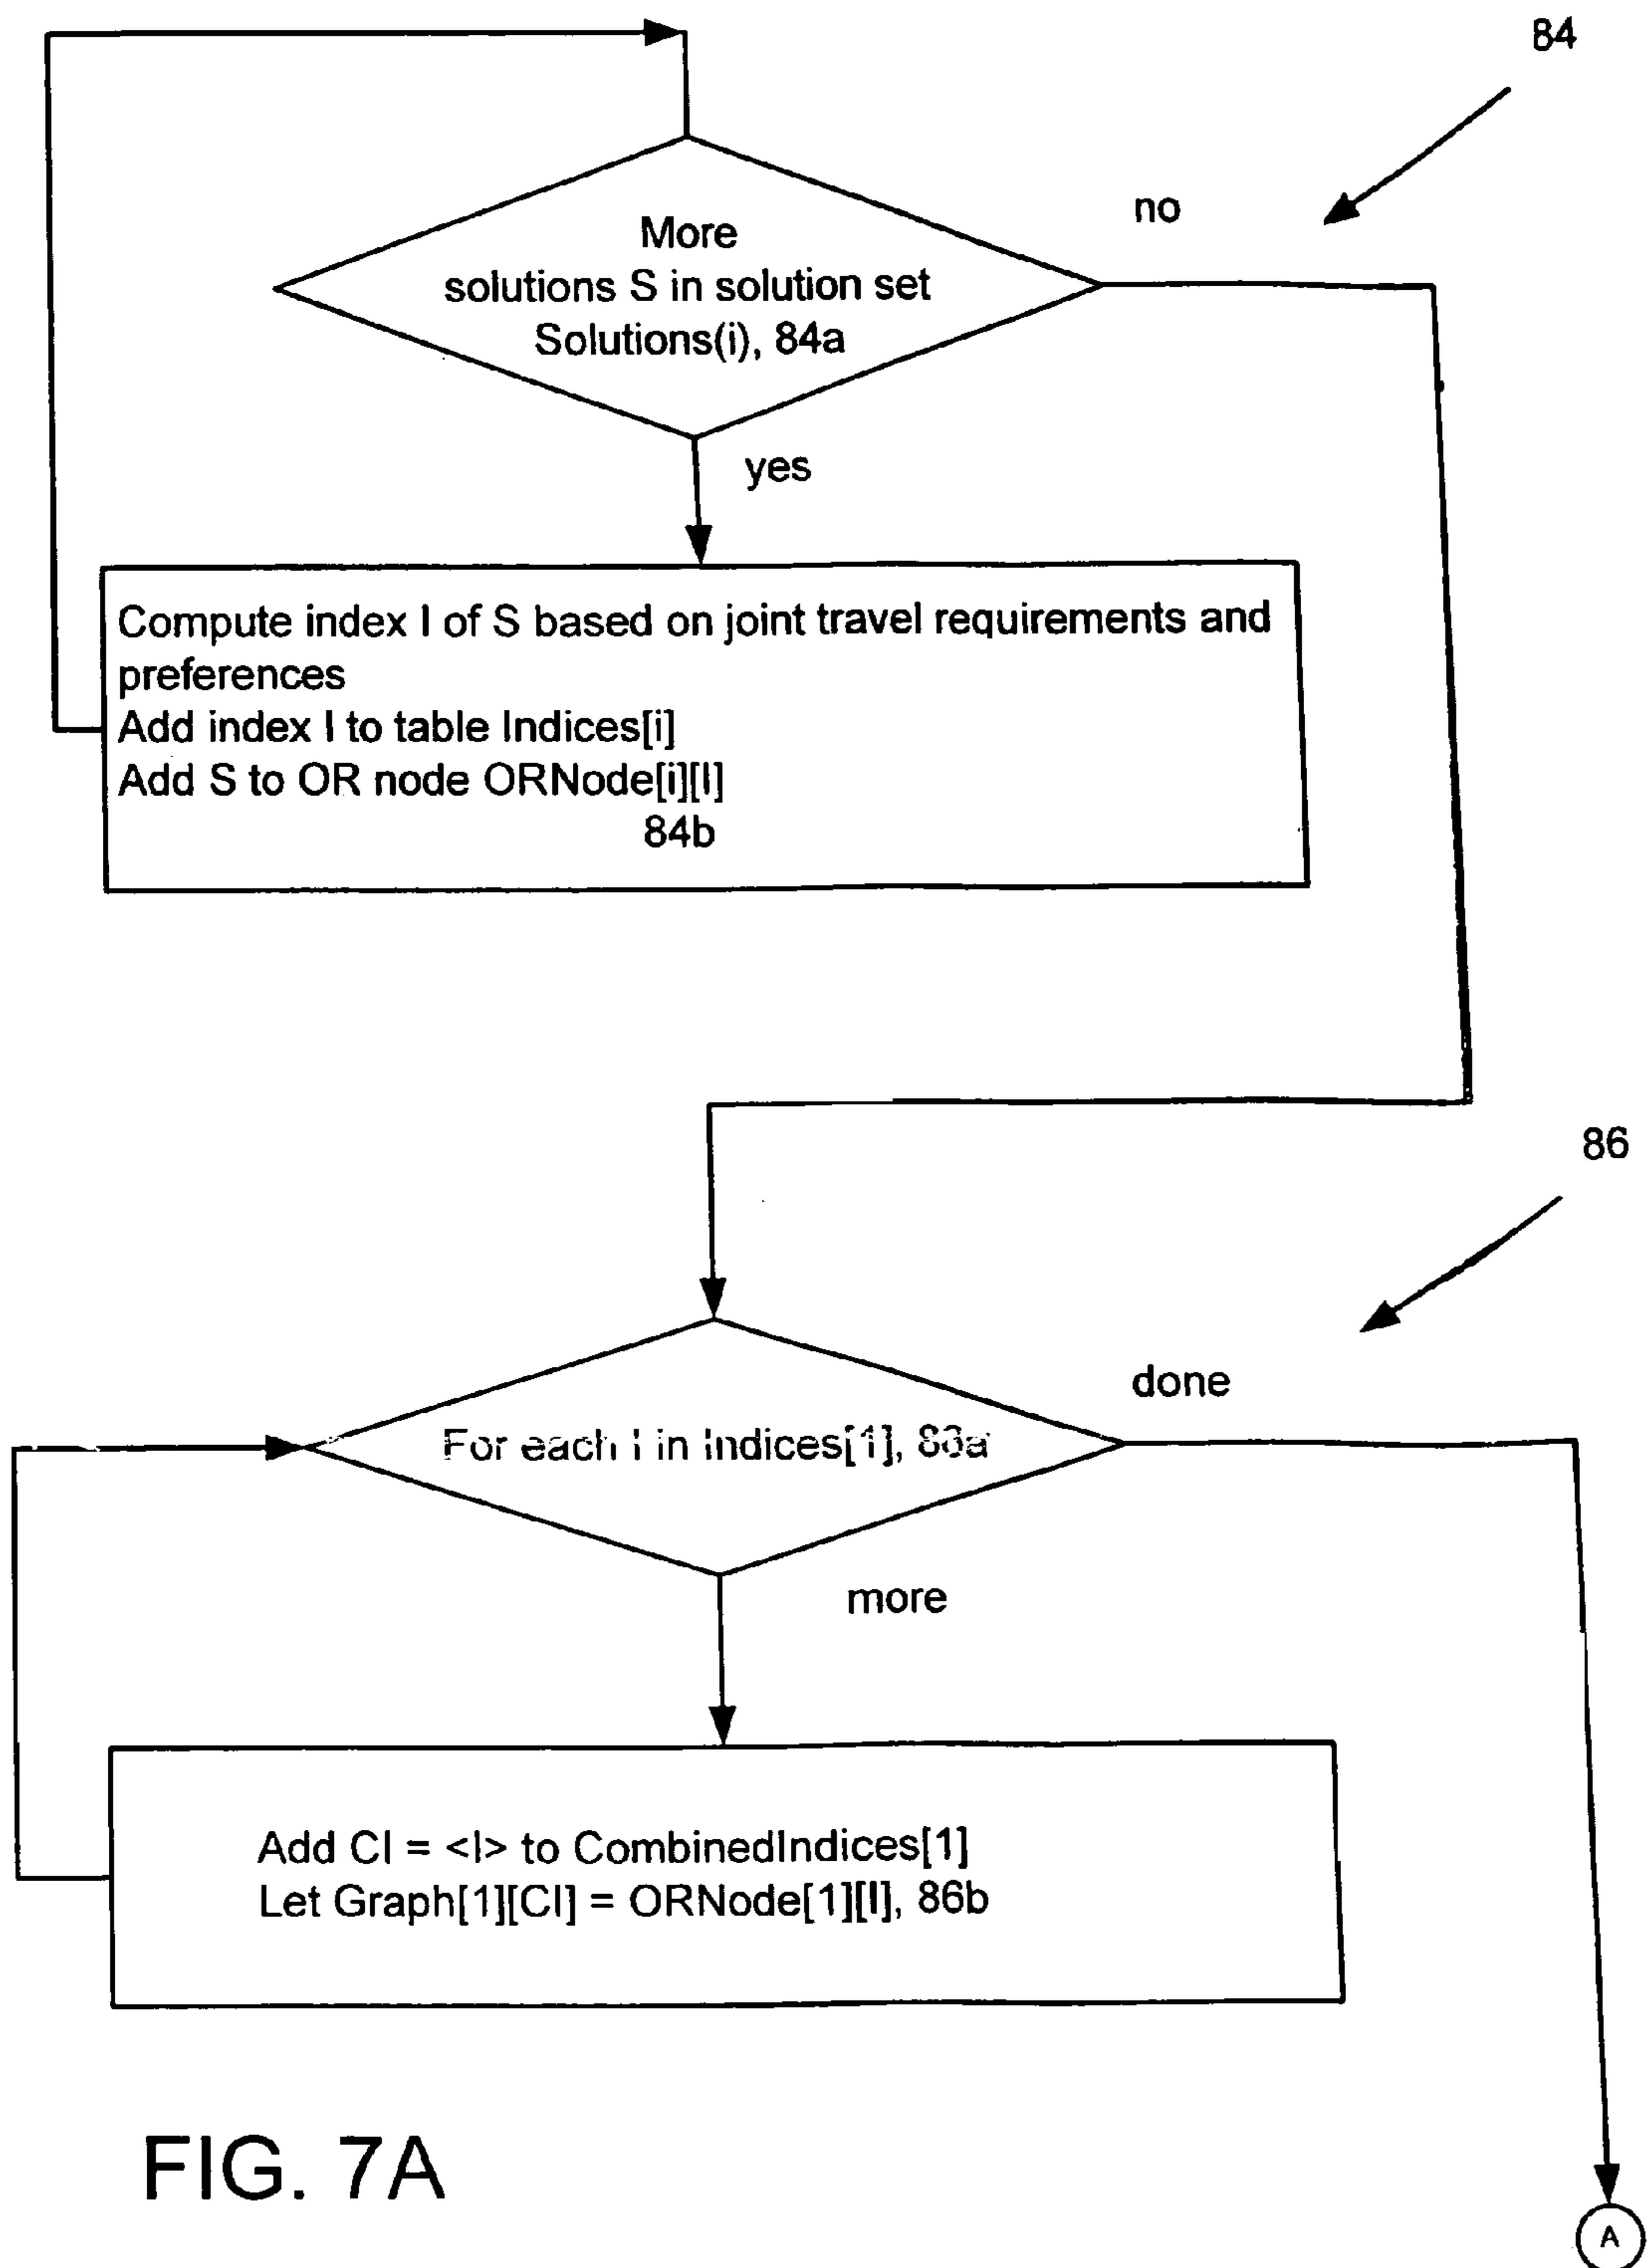 84
no
More
solutions S in solution set
Solutions(i), 84a
yes
Compute index I of S based on joint travel requirements and
preferences
Add index I to table Indices[i]
Add S to OR node ORNode[i][I]
84b
86
done
For each I in Indices[1], 86a
more
Add CI = <I> to CombinedIndices[1]
Let Graph[1][CI] = ORNode[1][I], 86b
FIG. 7A
A